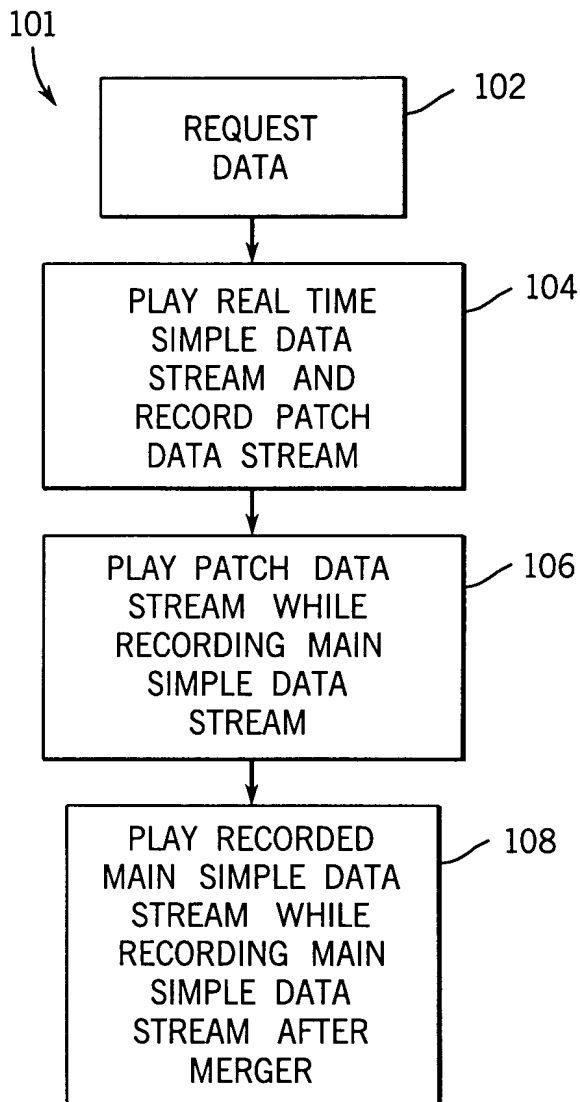 101
102
REQUEST
DATA
104
PLAY REAL TIME
SIMPLE DATA
STREAM AND
RECORD PATCH
DATA STREAM
106
PLAY PATCH DATA
STREAM WHILE
RECORDING MAIN
SIMPLE DATA
STREAM
108
PLAY RECORDED
MAIN SIMPLE DATA
STREAM WHILE
RECORDING MAIN
SIMPLE DATA
STREAM AFTER
MERGER